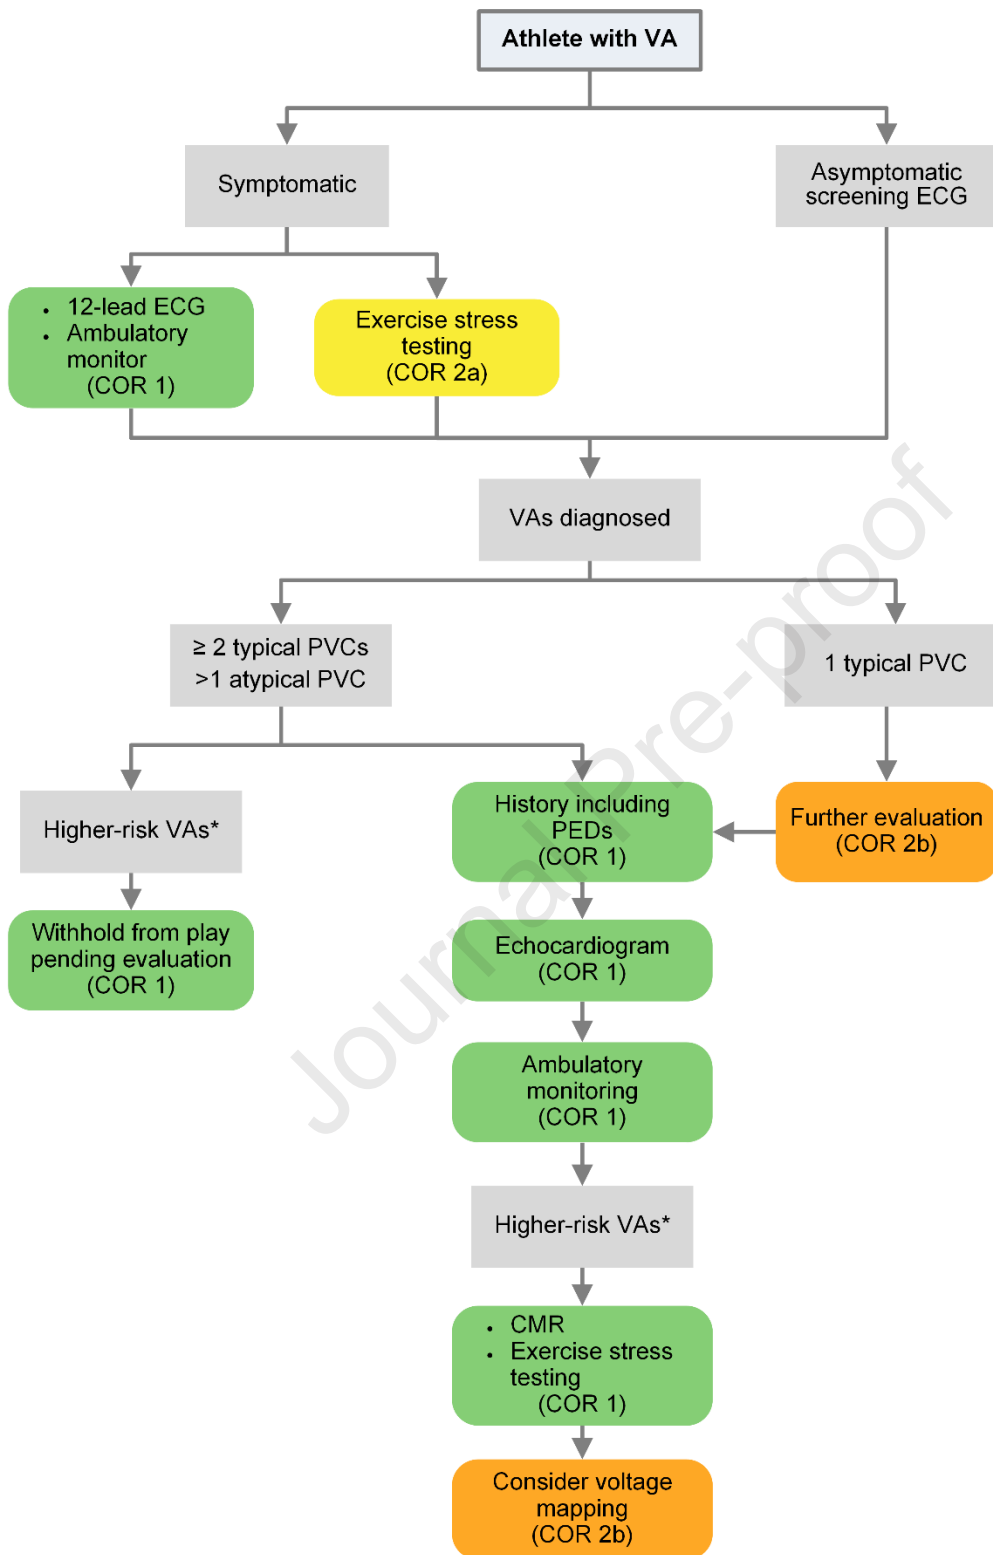 Athlete with VA
Symptomatic
Asymptomatic
screening ECG
• 12-lead ECG
• Ambulatory
monitor
(COR 1)
Exercise stress
testing
(COR 2a)
VAs diagnosed
≥ 2 typical PVCs
>1 atypical PVC
1 typical PVC
Higher-risk VAs*
History including
PEDs
(COR 1)
Further evaluation
(COR 2b)
Withhold from play
pending evaluation
(COR 1)
Echocardiogram
(COR 1)
Ambulatory
monitoring
(COR 1)
Higher-risk VAs*
• CMR
• Exercise stress
testing
(COR 1)
Consider voltage
mapping
(COR 2b)
Journal Pre-proof